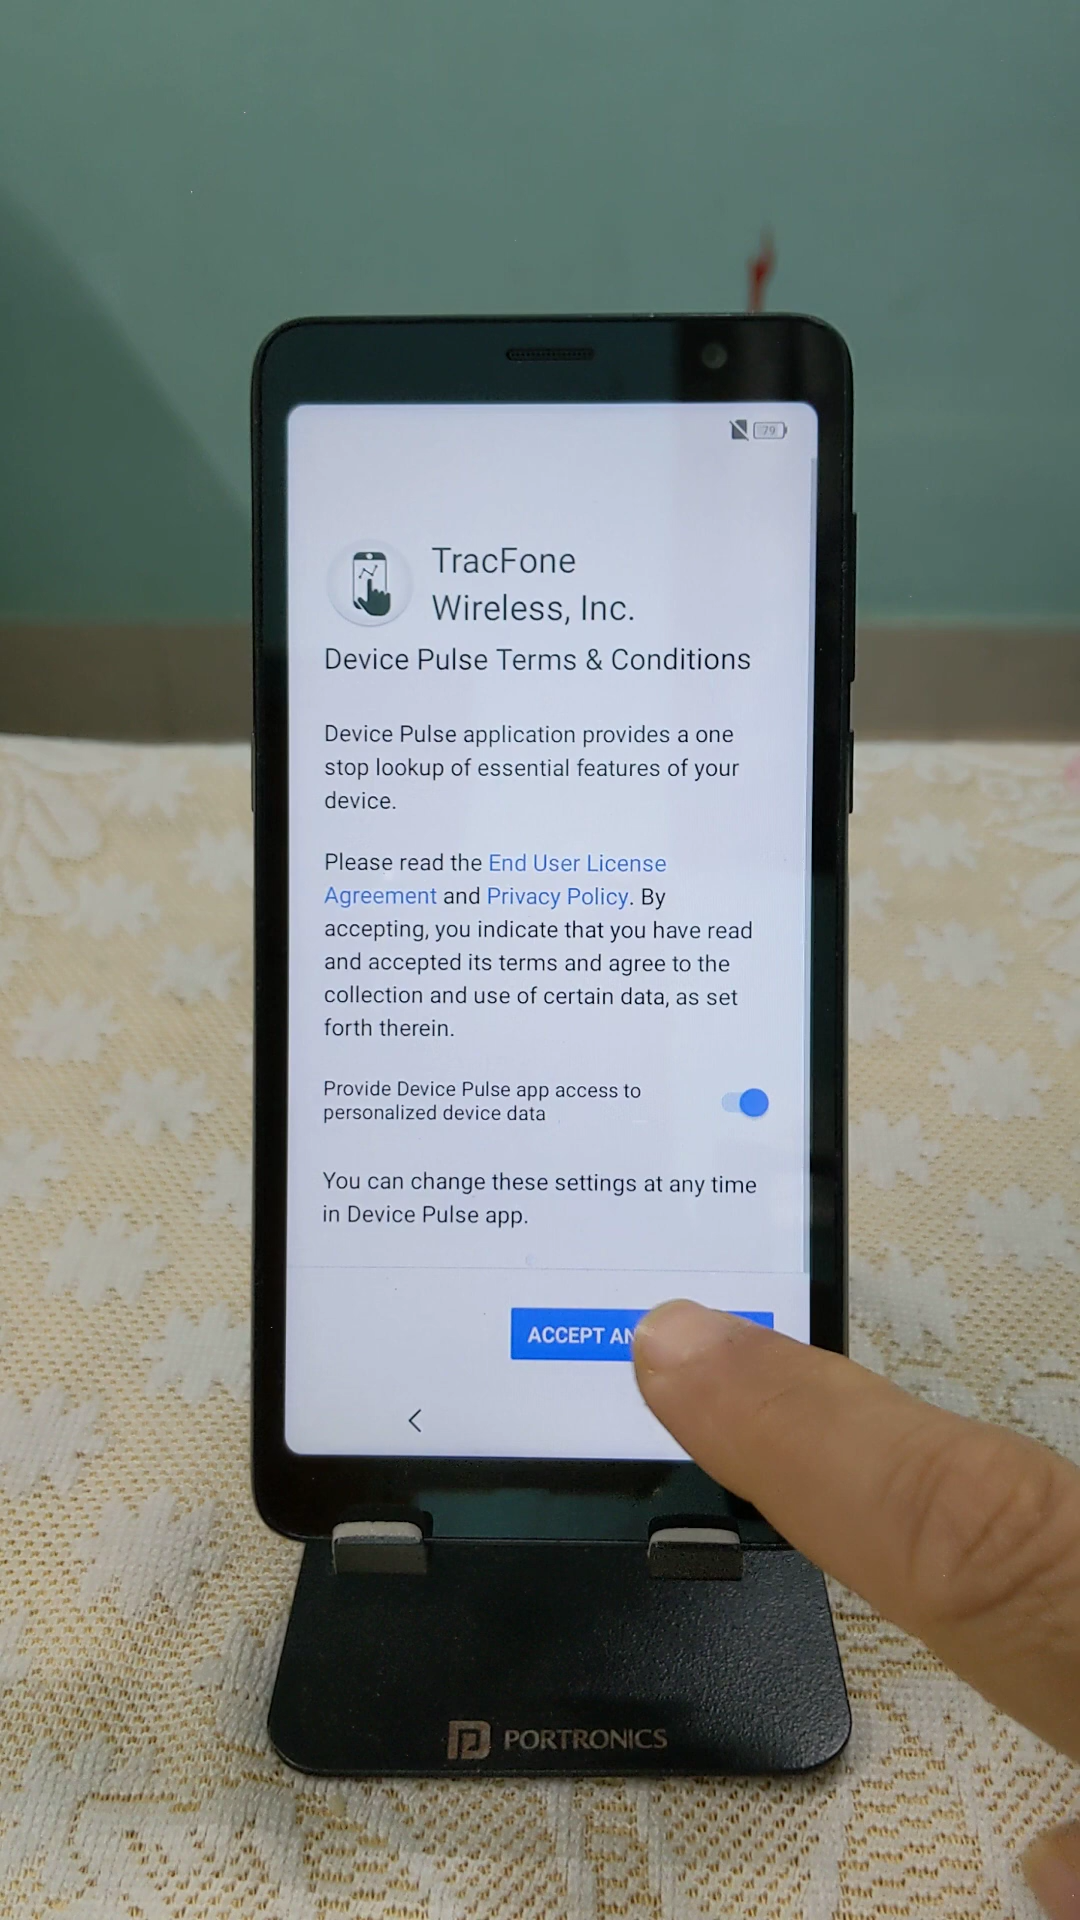 79
TracFone
Wireless, Inc.
Device Pulse Terms & Conditions
Device Pulse application provides a one
stop lookup of essential features of your
device.
Please read the End User License
Agreement and Privacy Policy. By
accepting, you indicate that you have read
and accepted its terms and agree to the
collection and use of certain data, as set
forth therein.
Provide Device Pulse app access to
personalized device data
You can change these settings at any time
in Device Pulse app.
ACCEPT
PORTRONICS